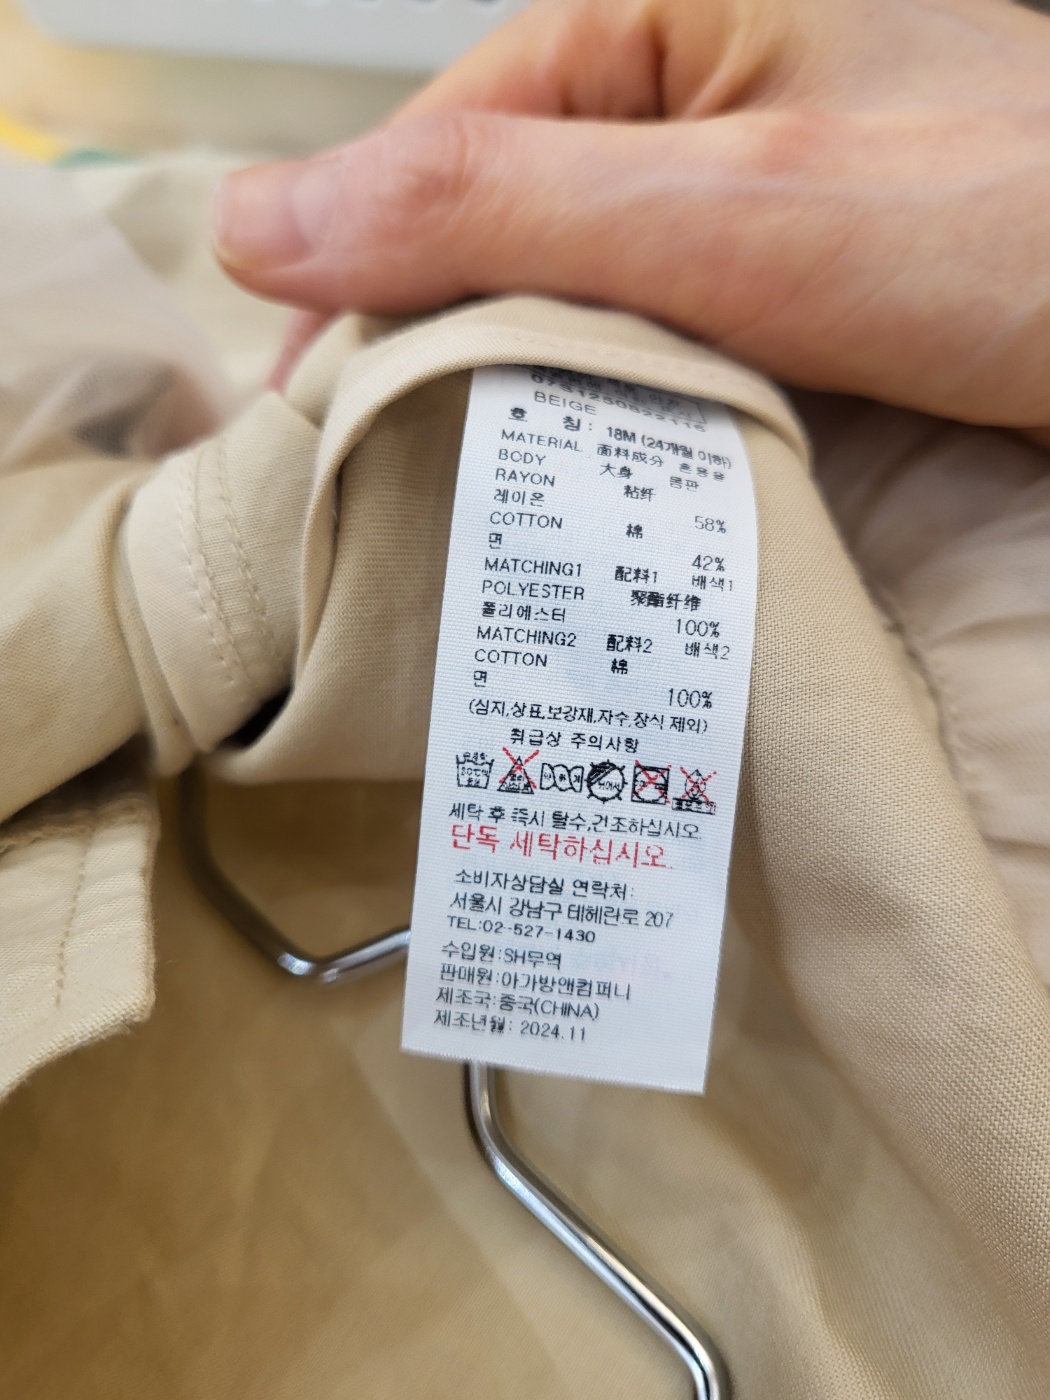 BEIGE
호 칭: 18M (24개월 이하)
MATERIAL 面料成分 혼용율
BODY 大身 몸판
RAYON 粘纤
레이온 58%
COTTON 綿
면 42%
MATCHING1 配料1 배색1
POLYESTER 聚酯纤维
폴리에스터 100%
MATCHING2 配料2 배색2
COTTON 綿
면 100%
(심지,상표,보강재,자수,장식 제외)
취급상 주의사항
세탁 후 즉시 탈수,건조하십시오.
단독 세탁하십시오.
소비자상담실 연락처:
서울시 강남구 테헤란로 207
TEL:02-527-1430
수입원:SH무역
판매원:아가방앤컴퍼니
제조국:중국(CHINA)
제조년월: 2024.11